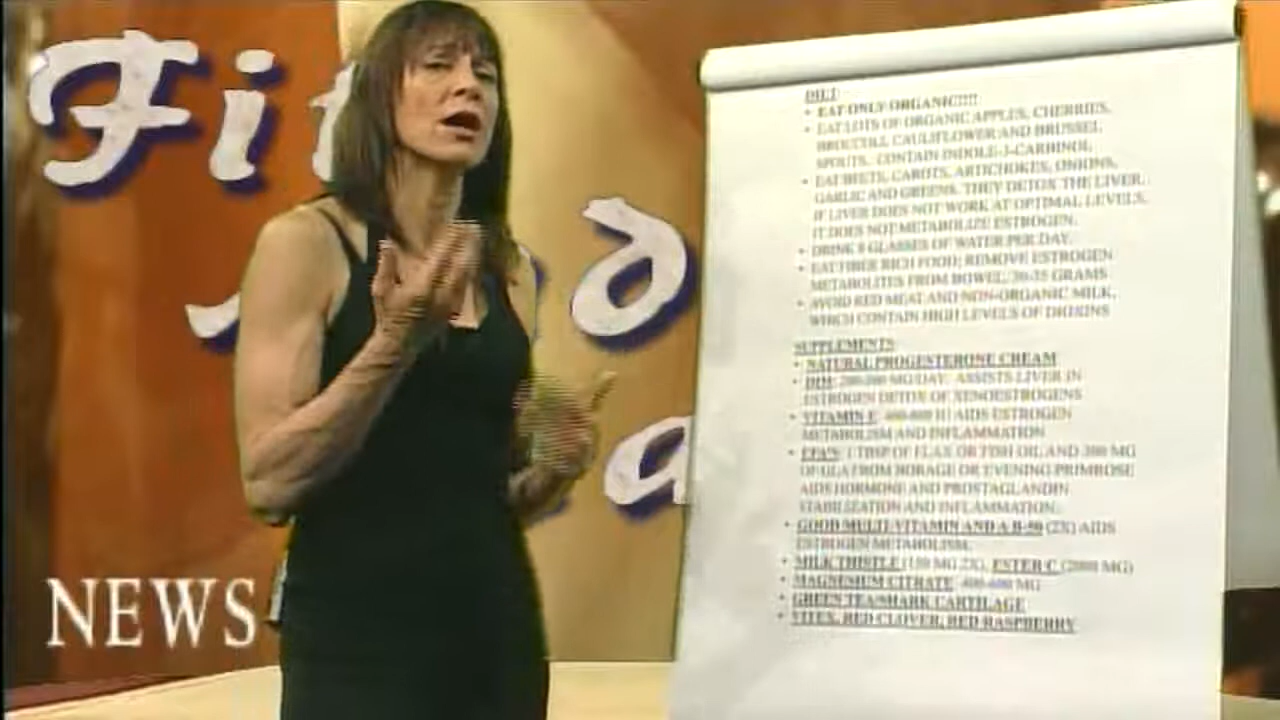 Fit
DIET
• EAT ONLY ORGANIC!!!!
• EAT LOTS OF ORGANIC APPLES, CHERRIES,
BROCCOLI, CAULIFLOWER AND BRUSSEL
SPOUTS. CONTAIN INDOLE-3-CARBINOL
• EAT BEETS, CAROTS, ARTICHOKES, ONIONS,
GARLIC AND GREENS. THEY DETOX THE LIVER.
IF LIVER DOES NOT WORK AT OPTIMAL LEVELS,
IT DOES NOT METABOLIZE ESTROGEN.
• DRINK 8 GLASSES OF WATER PER DAY.
• EAT FIBER RICH FOOD; REMOVE ESTROGEN
METABOLITES FROM BOWEL. 30-35 GRAMS
• AVOID RED MEAT AND NON-ORGANIC MILK,
WHICH CONTAIN HIGH LEVELS OF DIOXINS
SUPPLEMENTS
• NATURAL PROGESTERONE CREAM
• MG/DAY. ASSISTS LIVER IN
ESTROGEN DETOX OF XENOESTROGENS
• VITAMIN E: 400-800 IU AIDS ESTROGEN
METABOLISM AND INFLAMMATION
• EFA'S: 1 TBSP OF FLAX OR FISH OIL AND 300 MG
OF GLA FROM BORAGE OR EVENING PRIMROSE
AIDS HORMONE AND PROSTAGLANDIN
STABILIZATION AND INFLAMMATION.
• GOOD MULTI-VITAMIN AND A B-50 (2X) AIDS
ESTROGEN METABOLISM.
• MILK THISTLE (150 MG 2X), ESTER C (2000 MG)
• MAGNESIUM CITRATE 400-600 MG
• GREEN TEA/SHARK CARTILAGE
• VITEX, RED CLOVER, RED RASPBERRY
NEWS